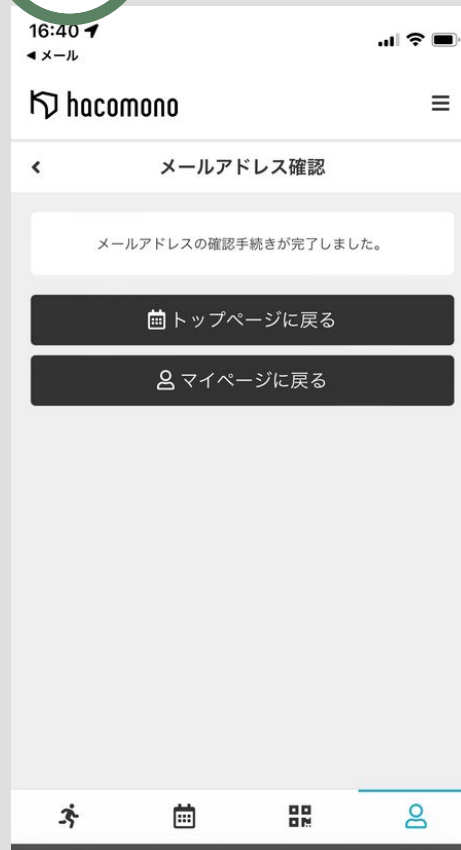 16:40
メール
hacomono
メールアドレス確認
メールアドレスの確認手続きが完了しました。
トップページに戻る
マイページに戻る